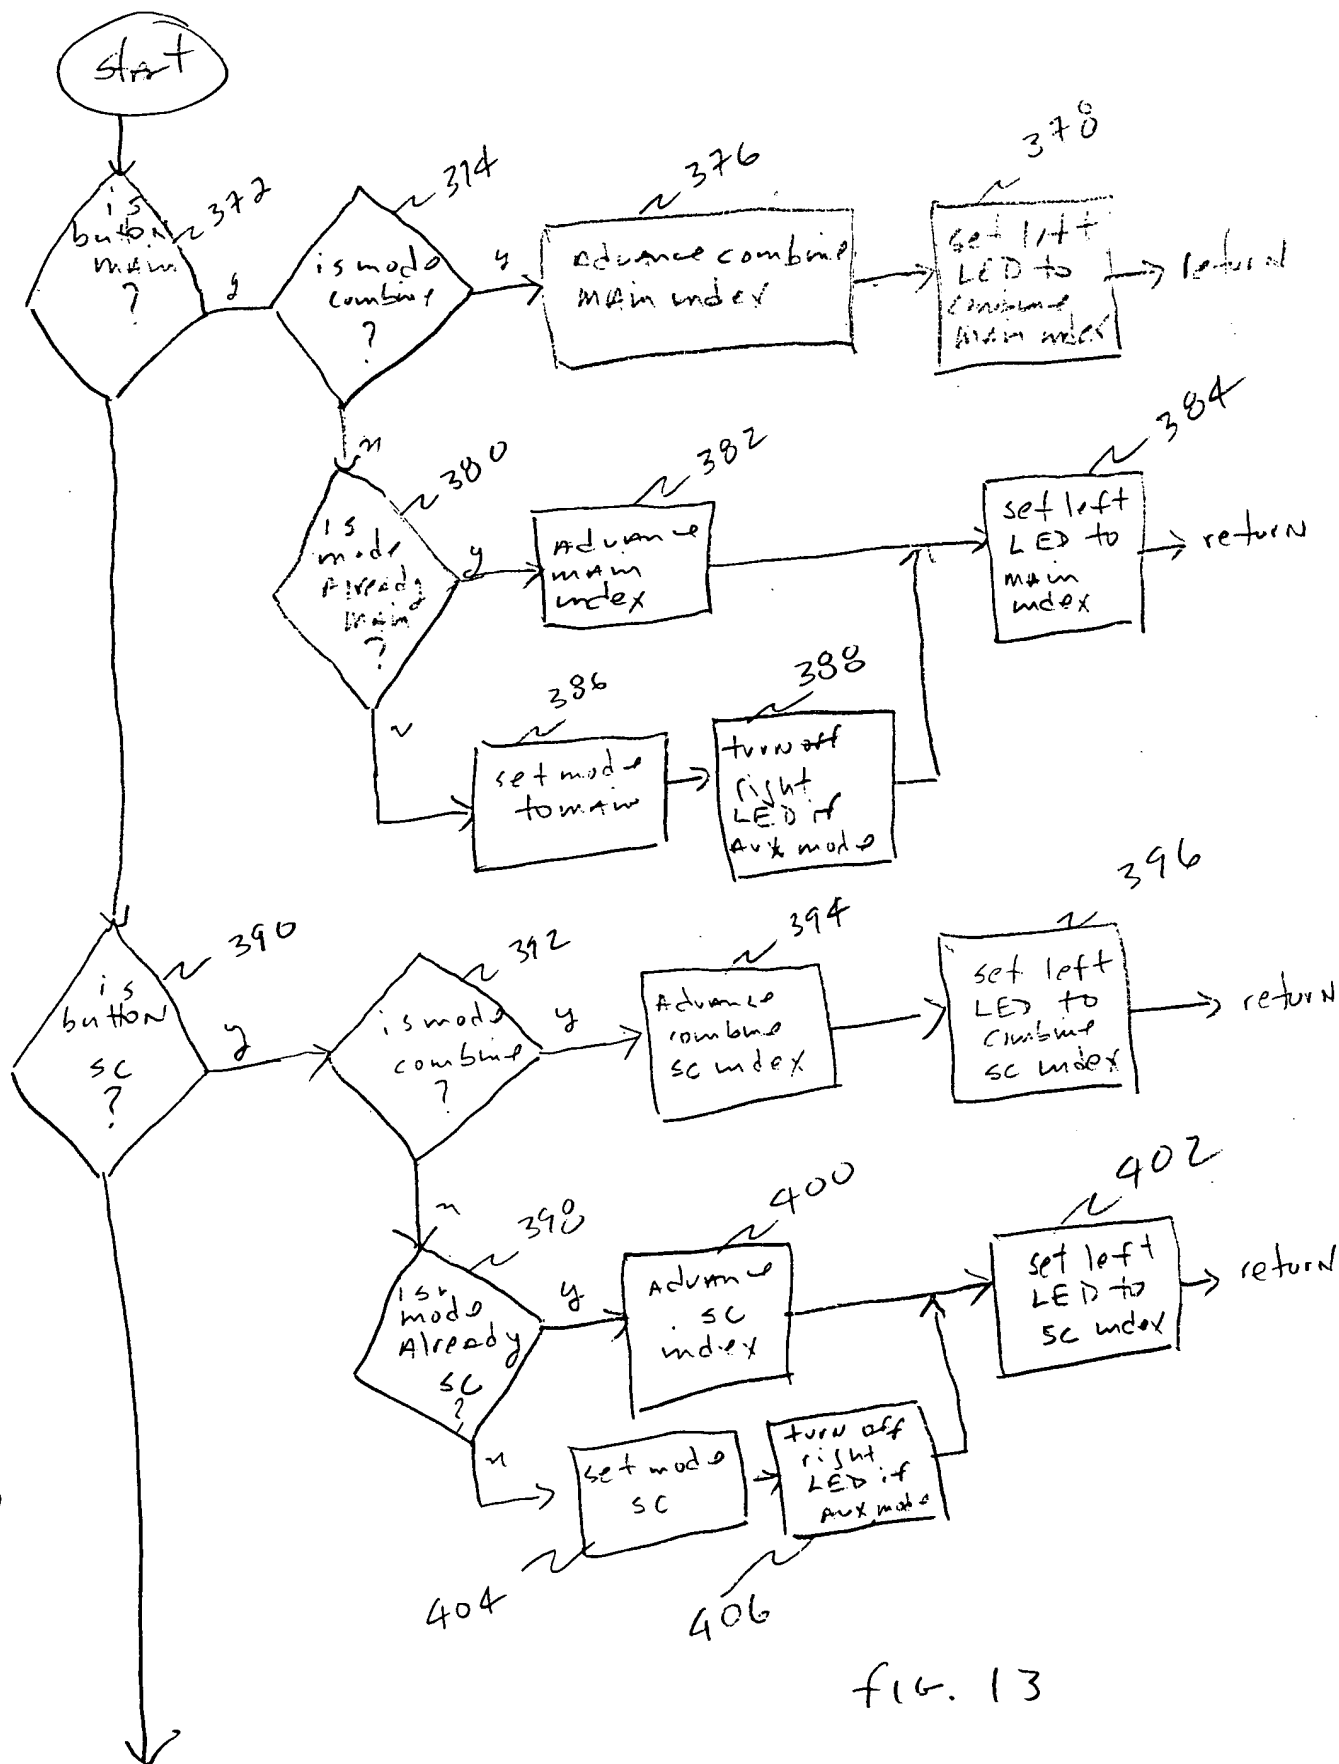 start
is
button
main
?
372
y
is mode
combine
?
374
y
Advance combine
main index
376
set left
LED to
combine
main index
378
return
n
is
mode
Already
main
?
380
y
Advance
main
index
382
set left
LED to
main
index
384
return
n
set mode
to main
386
turn off
right
LED if
Aux mode
388
is
button
SC
?
390
y
is mode
combine
?
392
y
Advance
combine
SC index
394
set left
LED to
combine
SC index
396
return
n
is
mode
Already
SC
?
398
y
Advance
SC
index
400
set left
LED to
SC index
402
return
n
set mode
SC
404
turn off
right
LED if
Aux mode
406
fig. 13